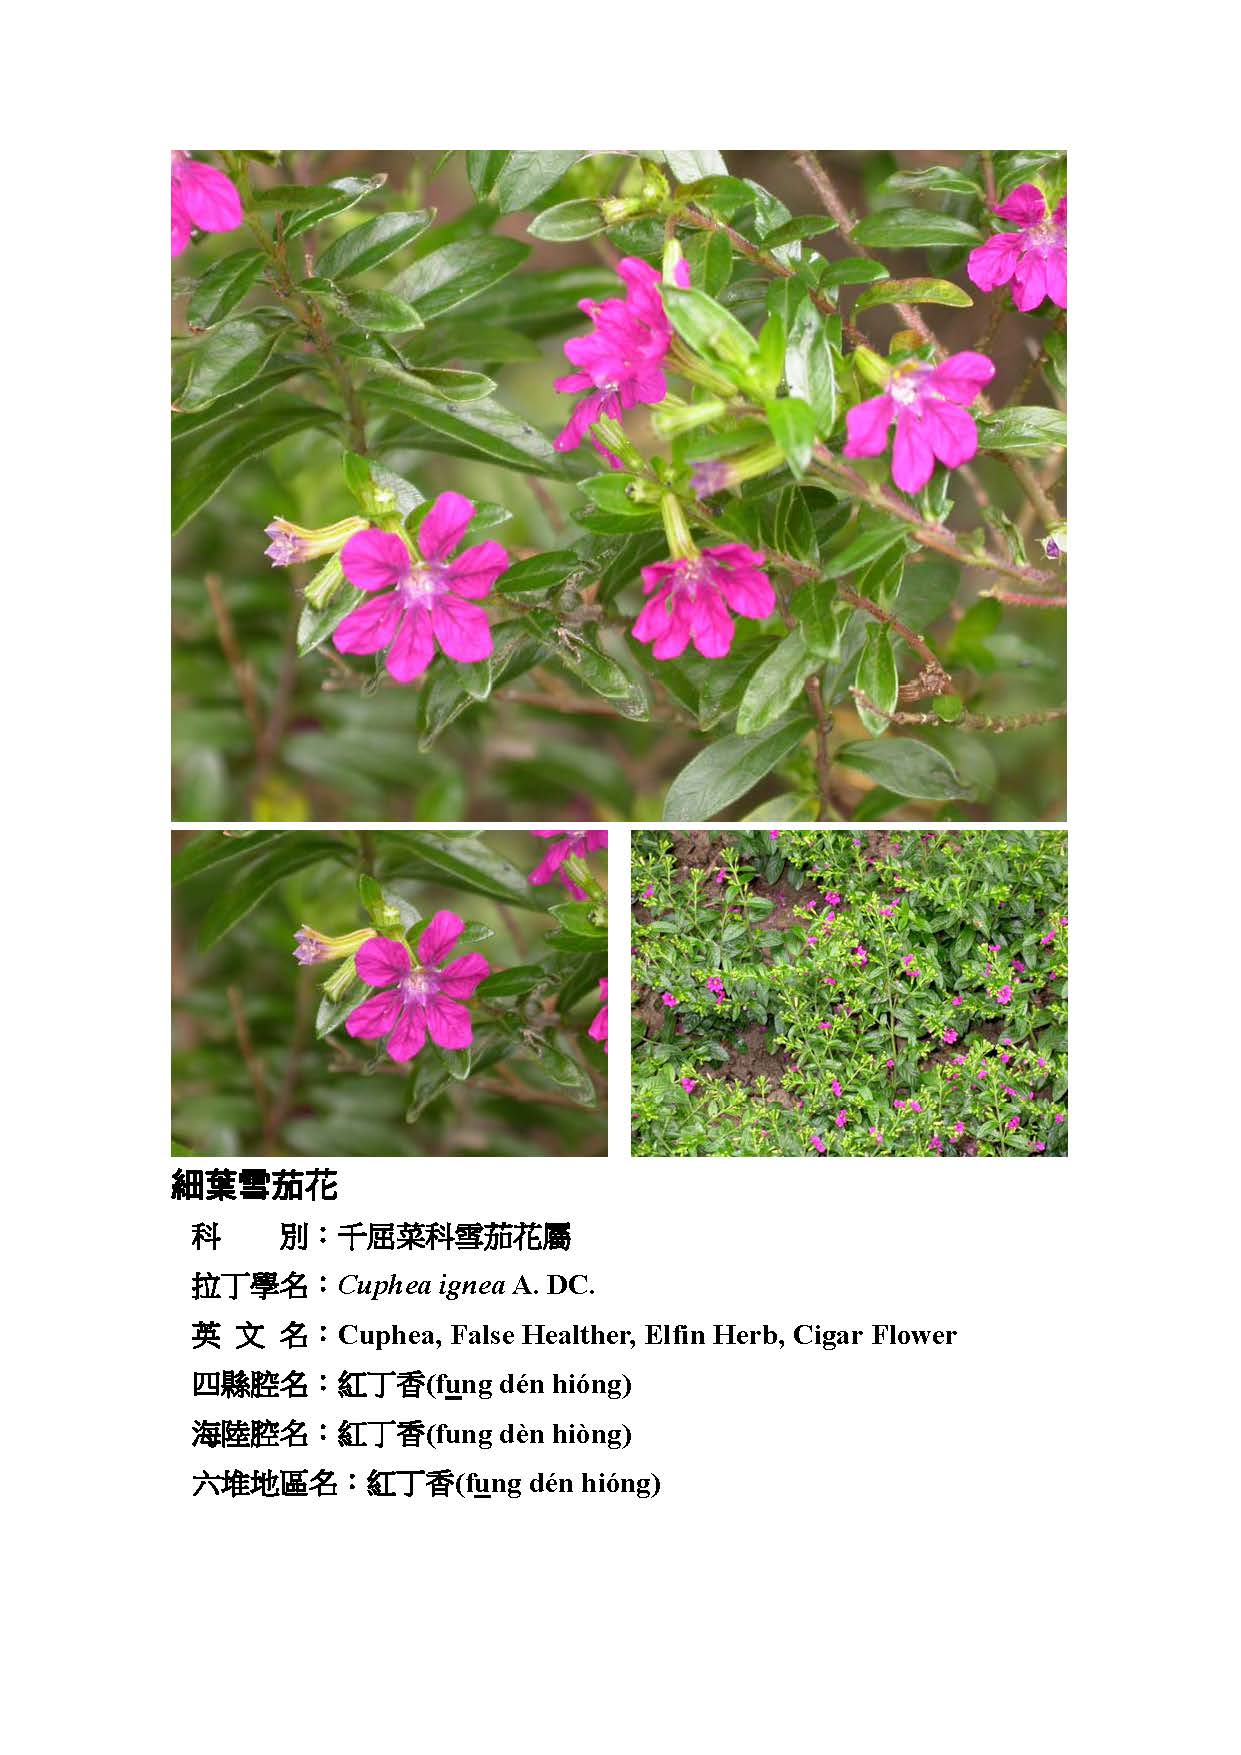 細葉雪茄花
科　　別：千屈菜科雪茄花屬
拉丁學名：Cuphea ignea A. DC.
英 文 名：Cuphea, False Healther, Elfin Herb, Cigar Flower
四縣腔名：紅丁香(fung dén hióng)
海陸腔名：紅丁香(fung dèn hiòng)
六堆地區名：紅丁香(fung dén hióng)